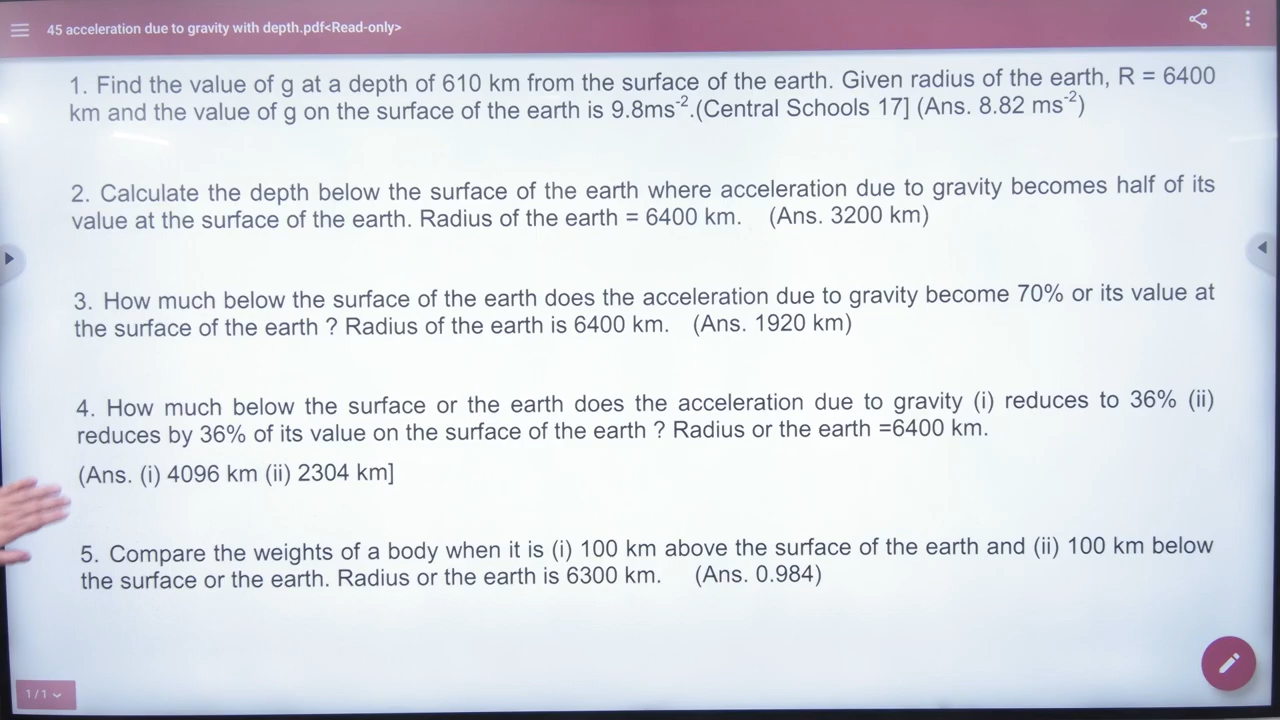 45 acceleration due to gravity with depth.pdf<Read-only>
1. Find the value of g at a depth of 610 km from the surface of the earth. Given radius of the earth, R = 6400
km and the value of g on the surface of the earth is 9.8ms⁻².(Central Schools 17] (Ans. 8.82 ms⁻²)
2. Calculate the depth below the surface of the earth where acceleration due to gravity becomes half of its
value at the surface of the earth. Radius of the earth = 6400 km. (Ans. 3200 km)
3. How much below the surface of the earth does the acceleration due to gravity become 70% or its value at
the surface of the earth ? Radius of the earth is 6400 km. (Ans. 1920 km)
4. How much below the surface or the earth does the acceleration due to gravity (i) reduces to 36% (ii)
reduces by 36% of its value on the surface of the earth ? Radius or the earth =6400 km.
(Ans. (i) 4096 km (ii) 2304 km]
5. Compare the weights of a body when it is (i) 100 km above the surface of the earth and (ii) 100 km below
the surface or the earth. Radius or the earth is 6300 km. (Ans. 0.984)
1/1